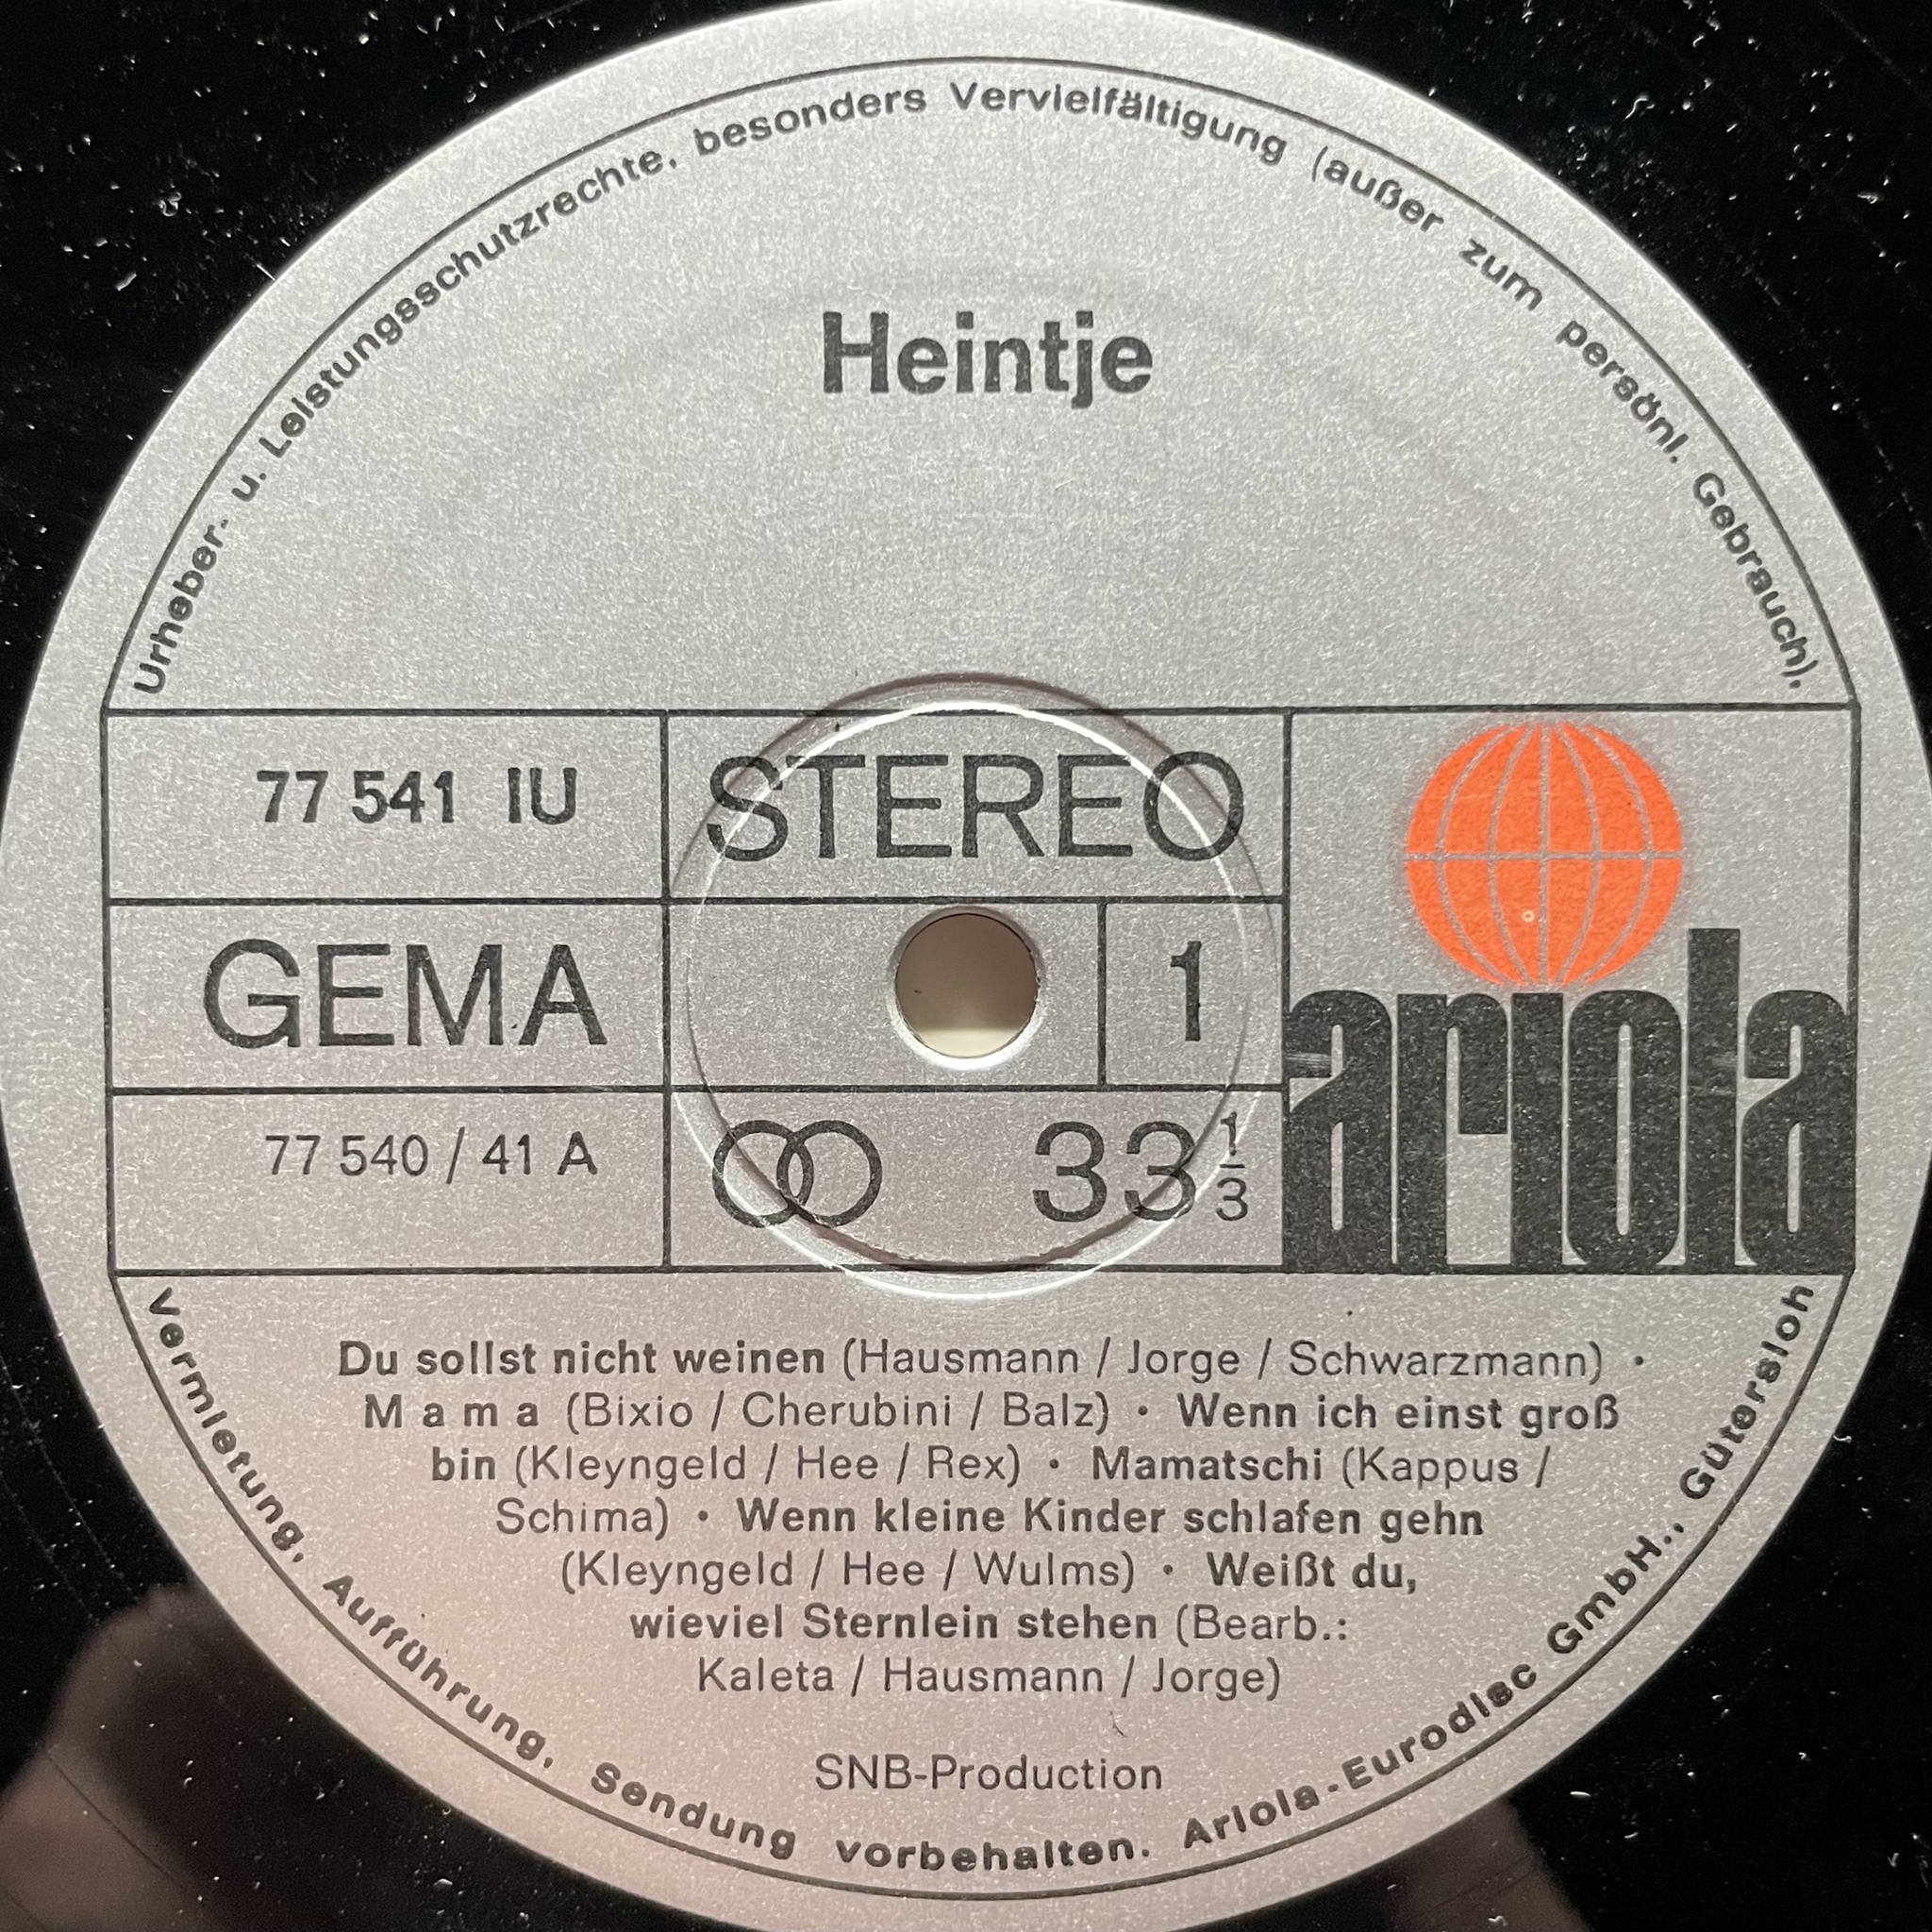 Urheber- u. Leistungsschutzrechte, besonders Vervielfältigung (außer zum persönl. Gebrauch),
Heintje
77 541 IU
STEREO
GEMA
1
77 540 / 41 A
33 1/3
ariola
Du sollst nicht weinen (Hausmann / Jorge / Schwarzmann) ·
Mama (Bixio / Cherubini / Balz) · Wenn ich einst groß
bin (Kleyngeld / Hee / Rex) · Mamatschi (Kappus /
Schima) · Wenn kleine Kinder schlafen gehn
(Kleyngeld / Hee / Wulms) · Weißt du,
wieviel Sternlein stehen (Bearb.:
Kaleta / Hausmann / Jorge)
SNB-Production
Vermietung, Aufführung, Sendung vorbehalten. Ariola-Eurodisc GmbH., Gütersloh